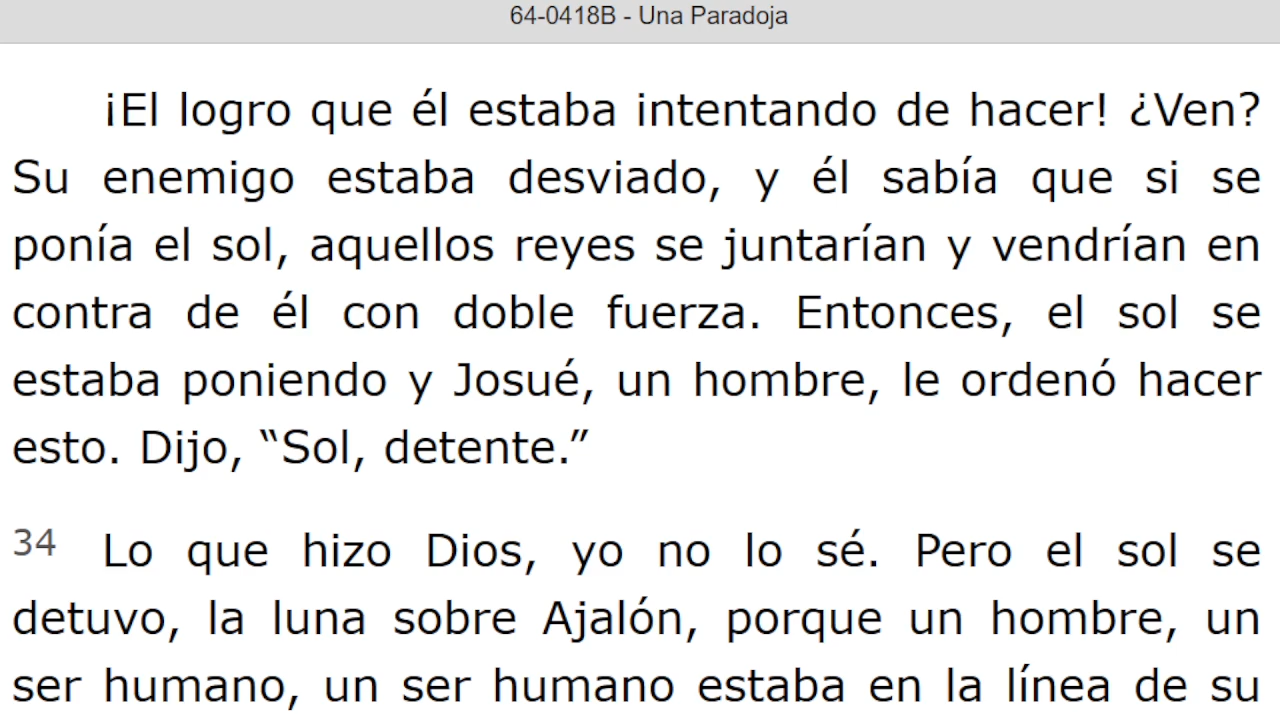 64-0418B - Una Paradoja
¡El logro que él estaba intentando de hacer! ¿Ven?
Su enemigo estaba desviado, y él sabía que si se
ponía el sol, aquellos reyes se juntarían y vendrían en
contra de él con doble fuerza. Entonces, el sol se
estaba poniendo y Josué, un hombre, le ordenó hacer
esto. Dijo, “Sol, detente.”
34 Lo que hizo Dios, yo no lo sé. Pero el sol se
detuvo, la luna sobre Ajalón, porque un hombre, un
ser humano, un ser humano estaba en la línea de su